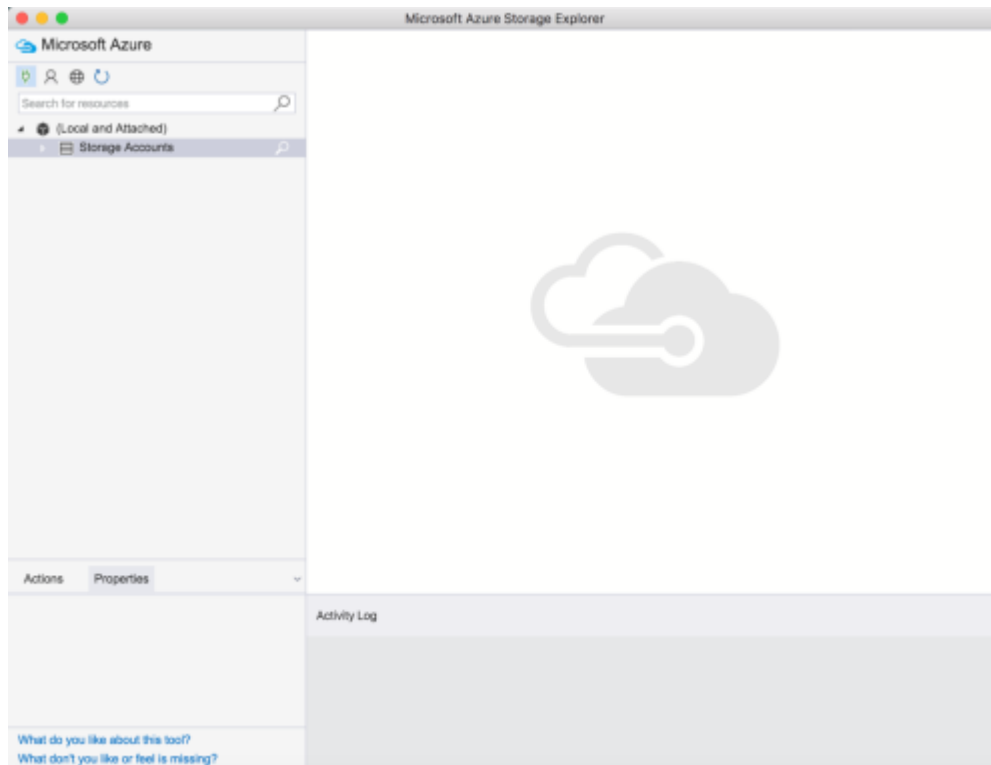 Microsoft Azure Storage Explorer
Microsoft Azure
Search for resources
(Local and Attached)
Storage Accounts
Actions Properties
Activity Log
What do you like about this tool?
What don't you like or feel is missing?